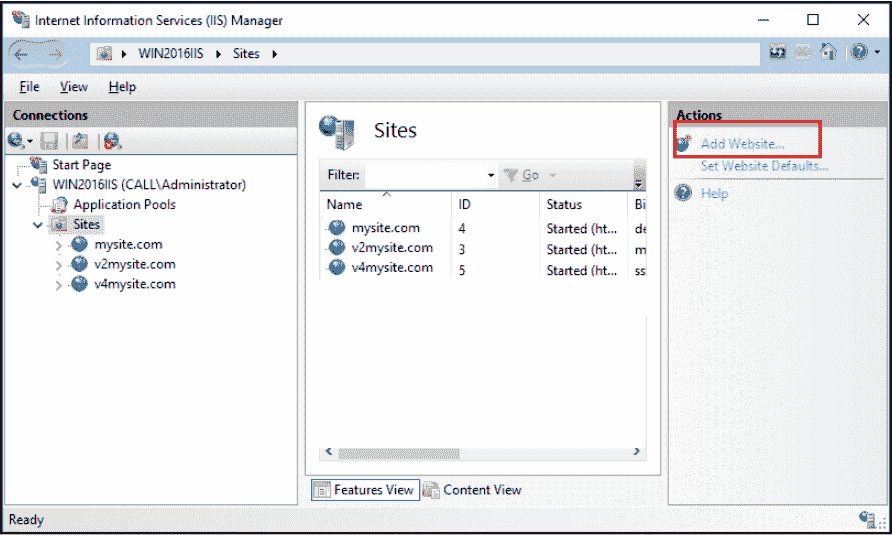 Internet Information Services (IIS) Manager
WIN2016IIS Sites
File View Help
Connections
Start Page
WIN2016IIS (CALL\Administrator)
Application Pools
Sites
mysite.com
v2mysite.com
v4mysite.com
Sites
Filter: Go
Name ID Status Bi
mysite.com 4 Started (ht... de
v2mysite.com 3 Started (ht... m
v4mysite.com 5 Started (ht... ss
Features View Content View
Actions
Add Website...
Set Website Defaults...
Help
Ready